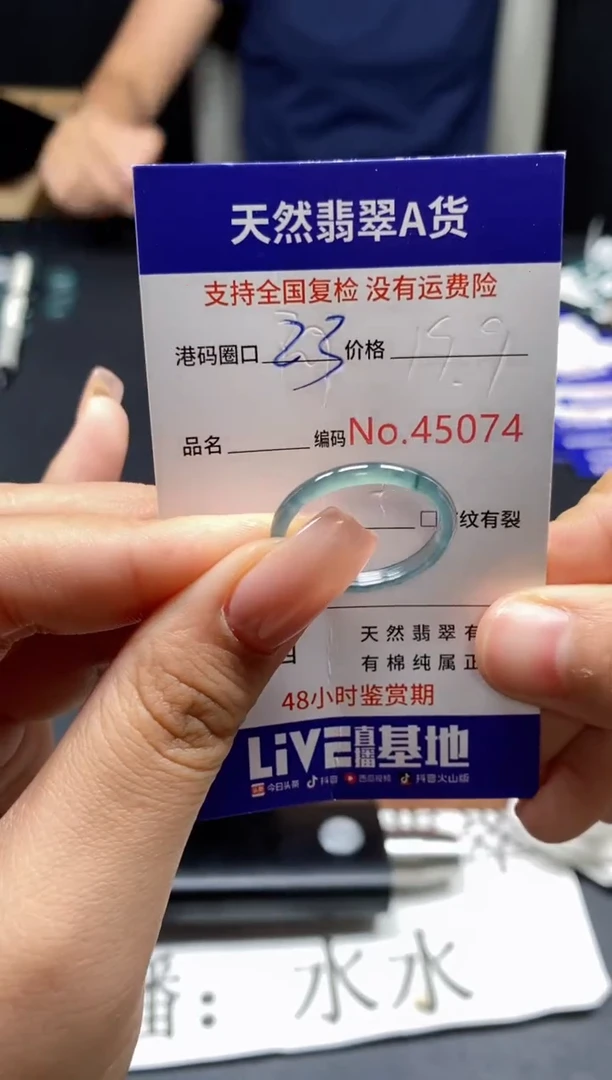 天然翡翠A货
支持全国复检 没有运费险
港码圈口 23 价格 19.9
品名 编码 No.45074
□ 纹有裂
天然翡翠有
有棉纯属正
48小时鉴赏期
LiVE直播基地
今日头条 抖音 西瓜视频 抖音火山版
播：水水